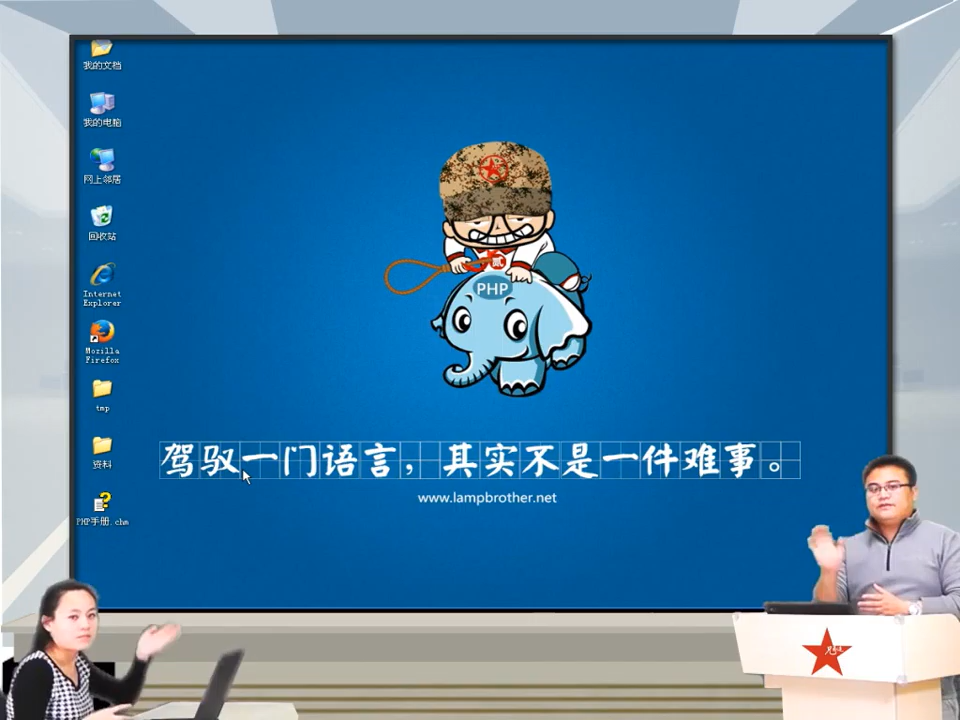 我的文档
我的电脑
网上邻居
回收站
Internet
Explorer
Mozilla
Firefox
tmp
资料
PHP手册.chm
贰
PHP
驾驭一门语言，其实不是一件难事。
www.lampbrother.net